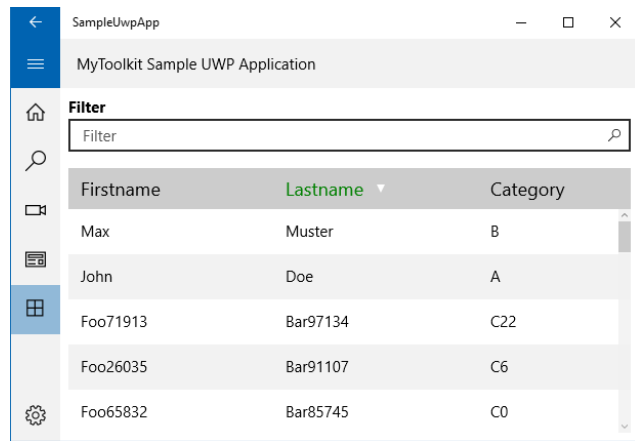 SampleUwpApp
MyToolkit Sample UWP Application
Filter
Filter
Firstname Lastname Category
Max Muster B
John Doe A
Foo71913 Bar97134 C22
Foo26035 Bar91107 C6
Foo65832 Bar85745 C0